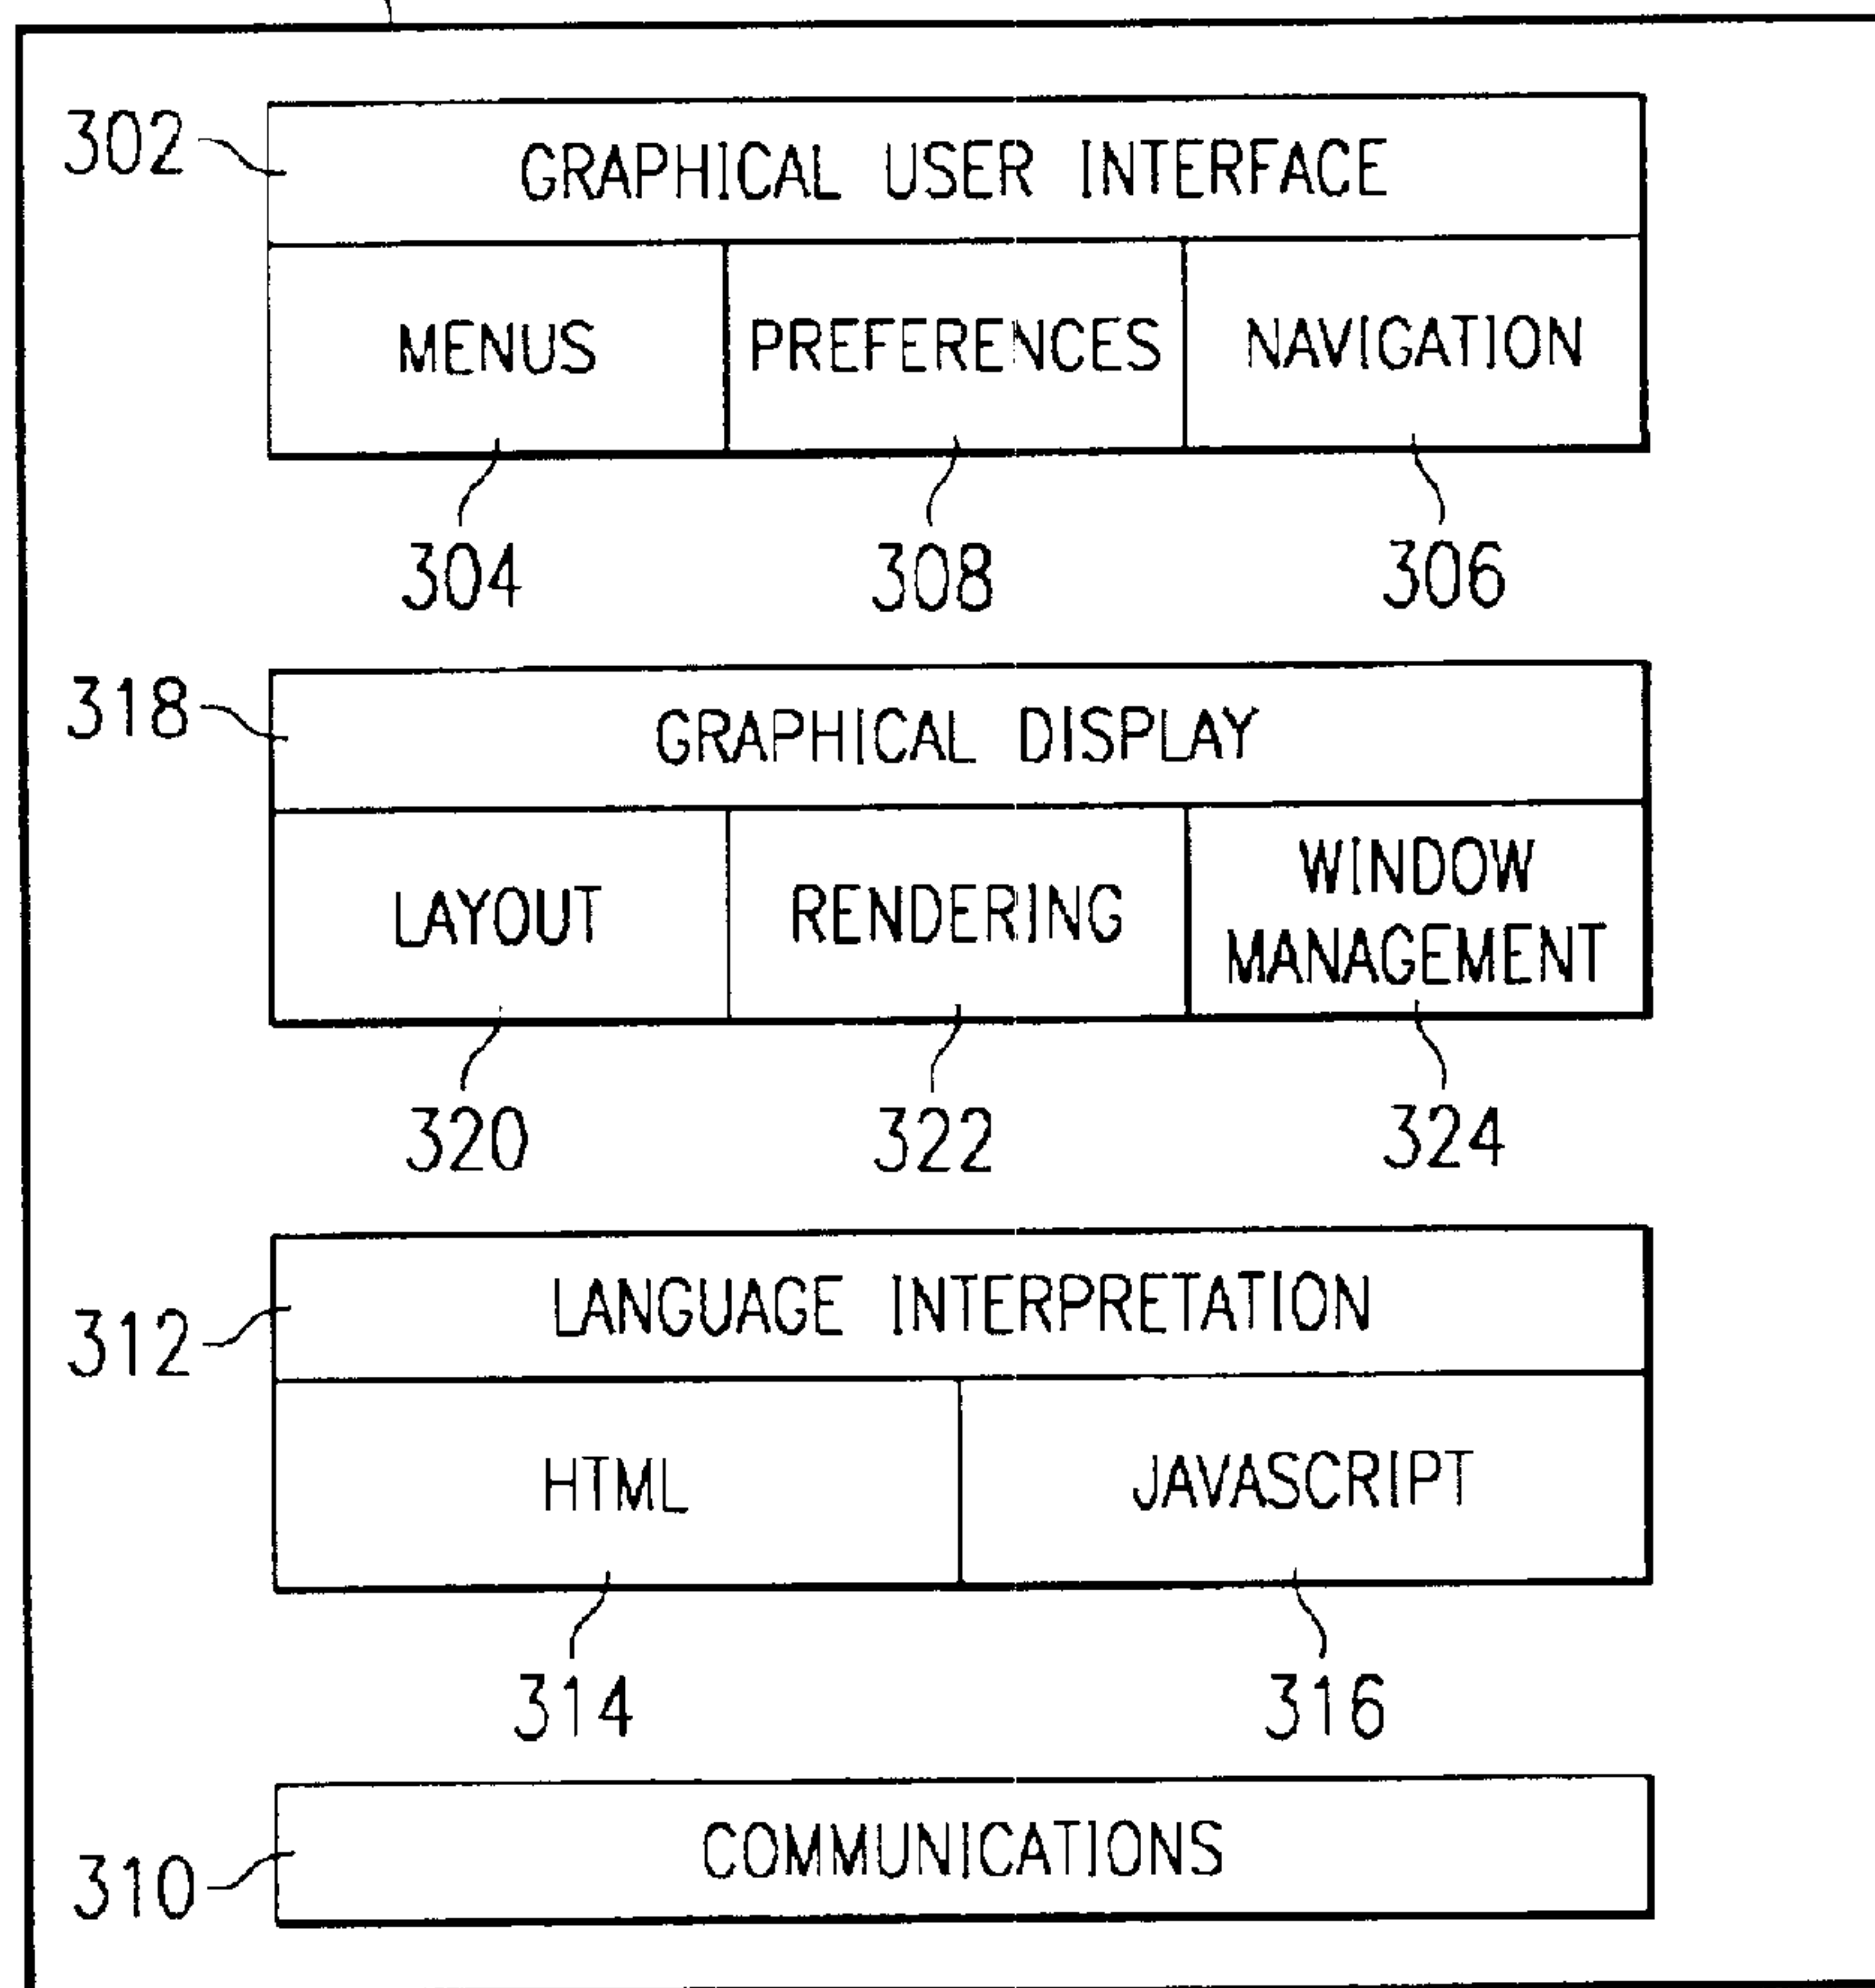 302
GRAPHICAL USER INTERFACE
MENUS
PREFERENCES
NAVIGATION
304
308
306
318
GRAPHICAL DISPLAY
LAYOUT
RENDERING
WINDOW
MANAGEMENT
320
322
324
312
LANGUAGE INTERPRETATION
HTML
JAVASCRIPT
314
316
310
COMMUNICATIONS